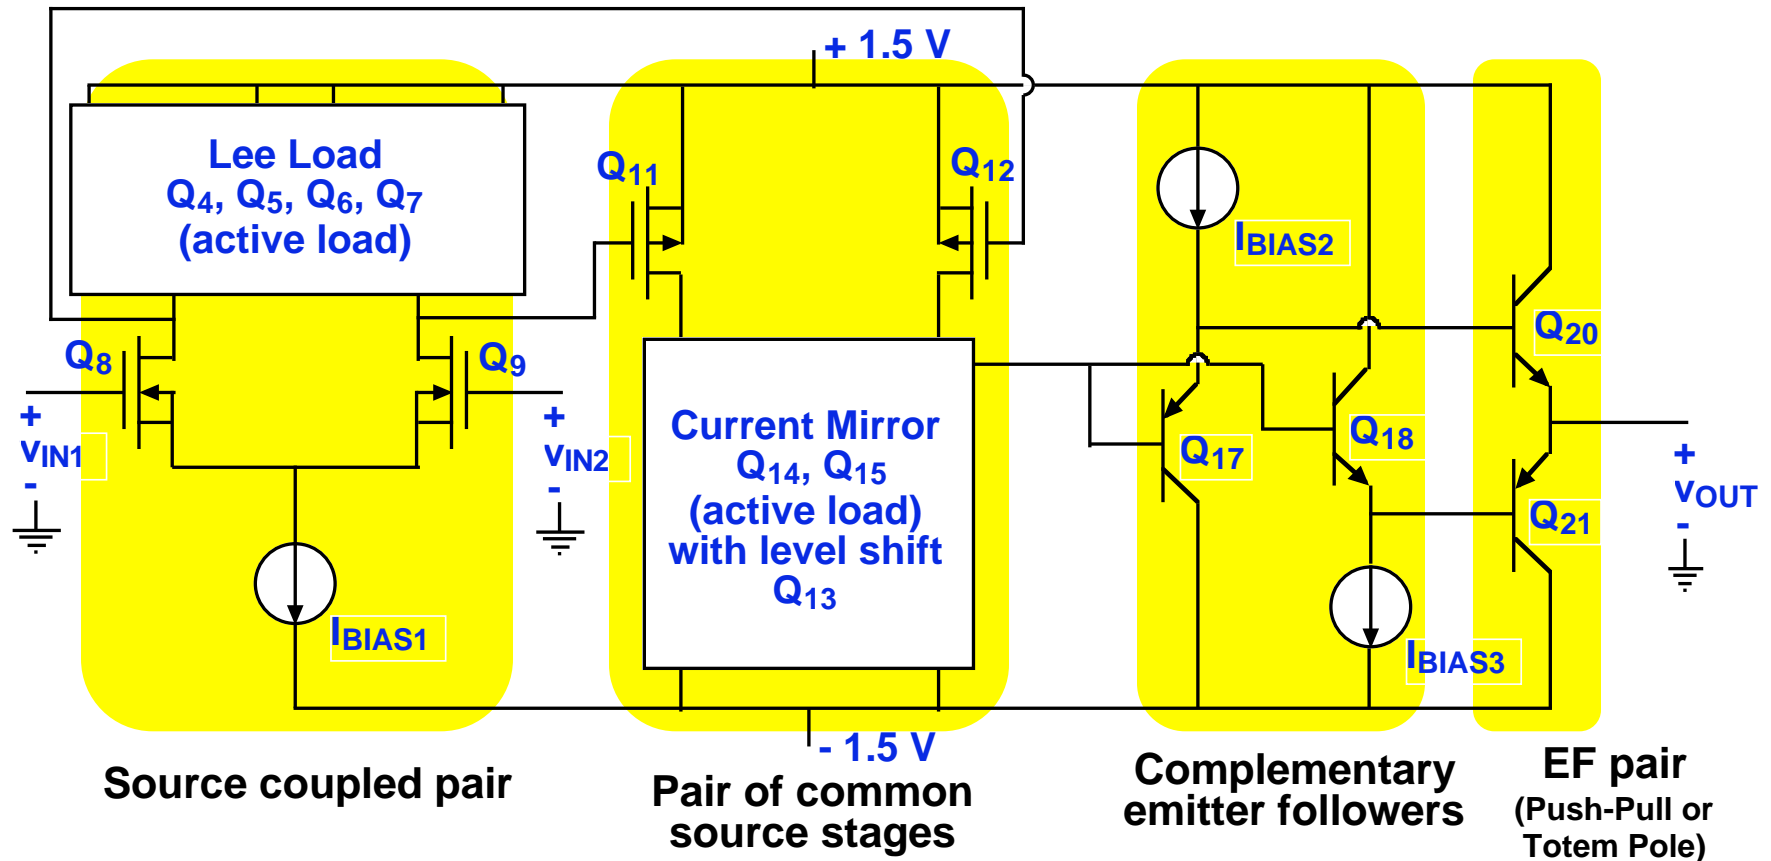 + 1.5 V
Lee Load
Q4, Q5, Q6, Q7
(active load)
Q11
Q12
IBIAS2
Q8
Q9
Q20
+
vIN1
-
+
vIN2
-
Current Mirror
Q14, Q15
(active load)
with level shift
Q13
Q17
Q18
Q21
+
vOUT
-
IBIAS1
IBIAS3
- 1.5 V
Source coupled pair
Pair of common
source stages
Complementary
emitter followers
EF pair
(Push-Pull or
Totem Pole)